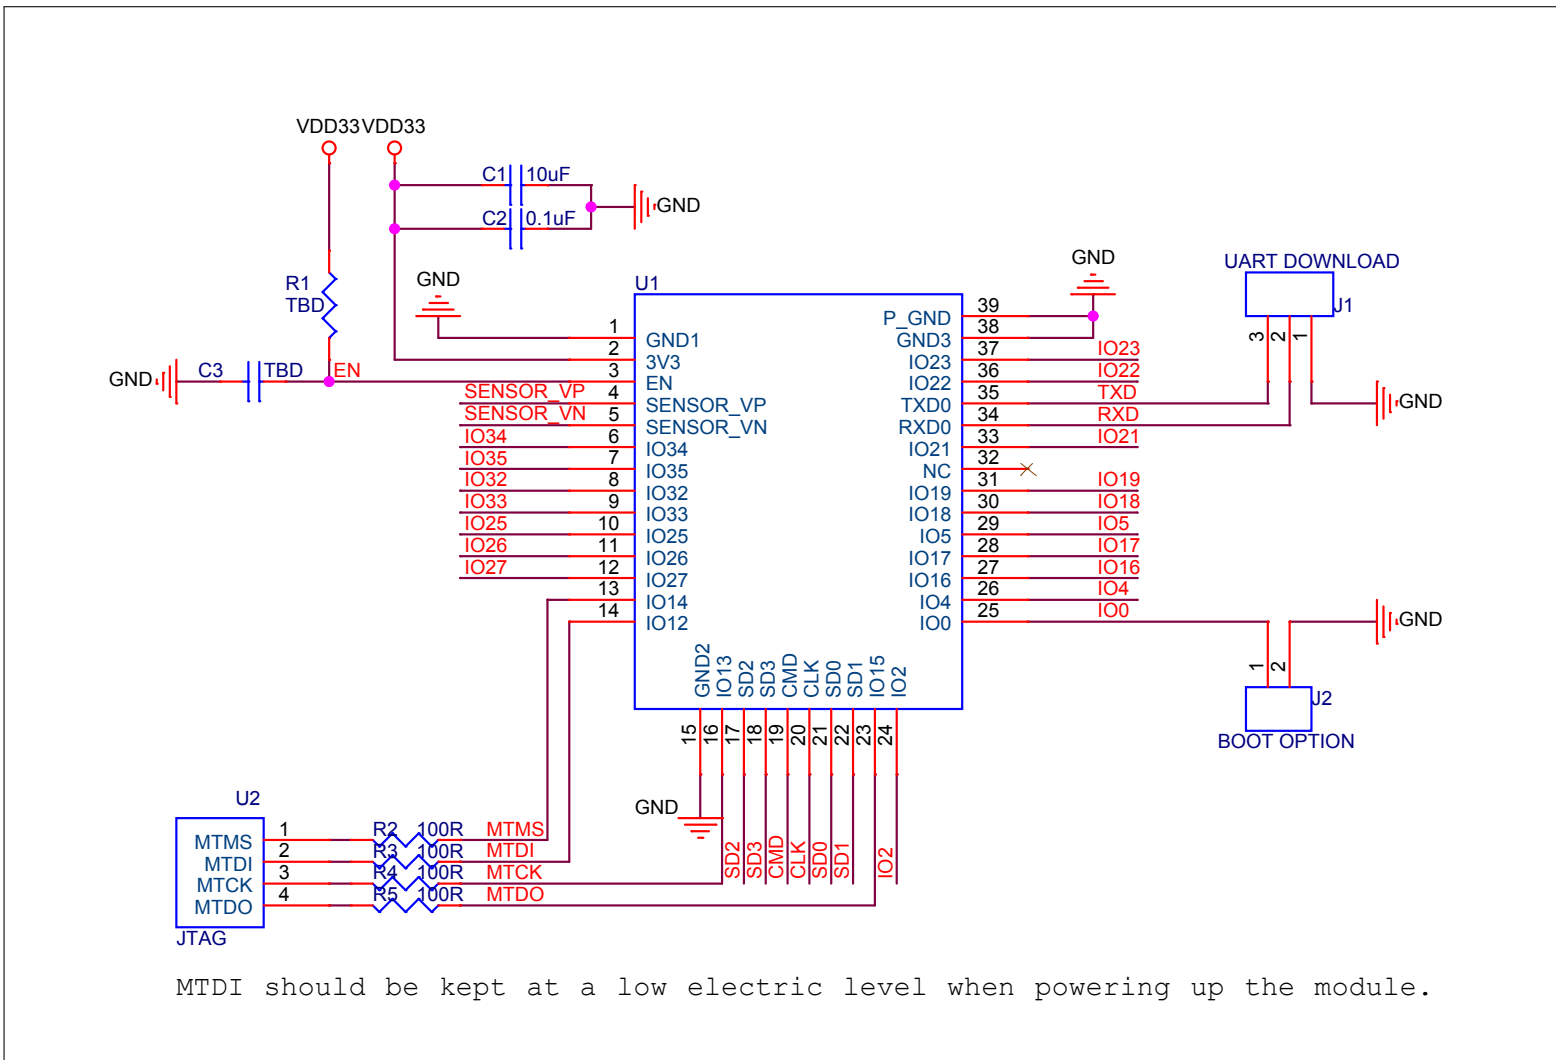 VDD33 VDD33
C1 10uF
GND
C2 0.1uF
R1
TBD
GND
C3 TBD EN
GND
U1
1 GND1
2 3V3
3 EN
SENSOR_VP 4 SENSOR_VP
SENSOR_VN 5 SENSOR_VN
IO34 6 IO34
IO35 7 IO35
IO32 8 IO32
IO33 9 IO33
IO25 10 IO25
IO26 11 IO26
IO27 12 IO27
13 IO14
14 IO12
GND
P_GND 39
GND3 38
IO23 37 IO23
IO22 36 IO22
TXD0 35 TXD
RXD0 34 RXD
IO21 33 IO21
NC 32
IO19 31 IO19
IO18 30 IO18
IO5 29 IO5
IO17 28 IO17
IO16 27 IO16
IO4 26 IO4
IO0 25 IO0
UART DOWNLOAD
J1
3 2 1
GND
GND
1 2
J2
BOOT OPTION
GND2 IO13 SD2 SD3 CMD CLK SD0 SD1 IO15 IO2
15 16 17 18 19 20 21 22 23 24
GND
SD2 SD3 CMD CLK SD0 SD1 IO2
U2
MTMS 1 R2 100R MTMS
MTDI 2 R3 100R MTDI
MTCK 3 R4 100R MTCK
MTDO 4 R5 100R MTDO
JTAG
MTDI should be kept at a low electric level when powering up the module.